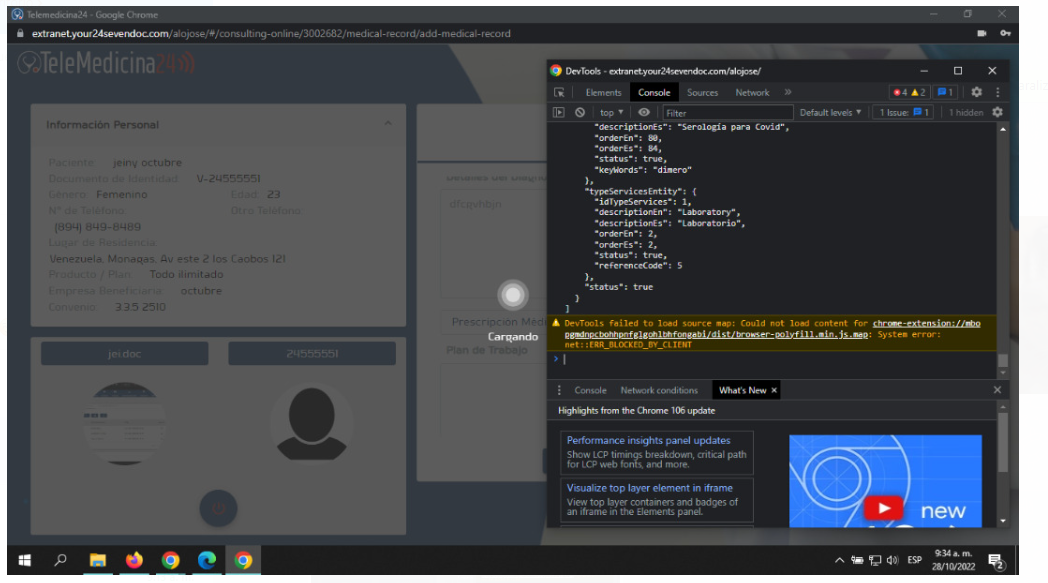 Telemedicina24 - Google Chrome
extranet.your24sevendoc.com/alojose/#/consulting-online/3002682/medical-record/add-medical-record
TeleMedicina24
Información Personal
Paciente: jeiny octubre
Documento de Identidad: V-24555551
Género: Femenino Edad: 23
N° de Teléfono: Otro Teléfono:
(894) 849-8489
Lugar de Residencia:
Venezuela, Monagas. Av este 2 los Caobos 121
Producto / Plan: Todo ilimitado
Empresa Beneficiaria: octubre
Convenio: 3.3.5 2510
jei.doc
24555551
Prescripción Med
Plan de Trabajo
Cargando
DevTools - extranet.your24sevendoc.com/alojose/
Elements Console Sources Network » 4 2 1
top ▼ Filter Default levels ▼ 1 Issue: 1 1 hidden
"descriptionEs": "Serología para Covid",
"orderEn": 80,
"orderEs": 84,
"status": true,
"keyWords": "dimero"
},
"typeServicesEntity": {
"idTypeServices": 1,
"descriptionEn": "Laboratory",
"descriptionEs": "Laboratorio",
"orderEn": 2,
"orderEs": 2,
"status": true,
"referenceCode": 5
},
"status": true
}
]
DevTools failed to load source map: Could not load content for chrome-extension://mbo
pgmdnpcbohhpnfglgohlbhfongabi/dist/browser-polyfill.min.js.map: System error:
net::ERR_BLOCKED_BY_CLIENT
>
Console Network conditions What's New ×
Highlights from the Chrome 106 update
Performance insights panel updates
Show LCP timings breakdown, critical path
for LCP web fonts, and more.
Visualize top layer element in iframe
View top layer containers and badges of
an iframe in the Elements panel.
new
ESP
9:34 a. m.
28/10/2022
2